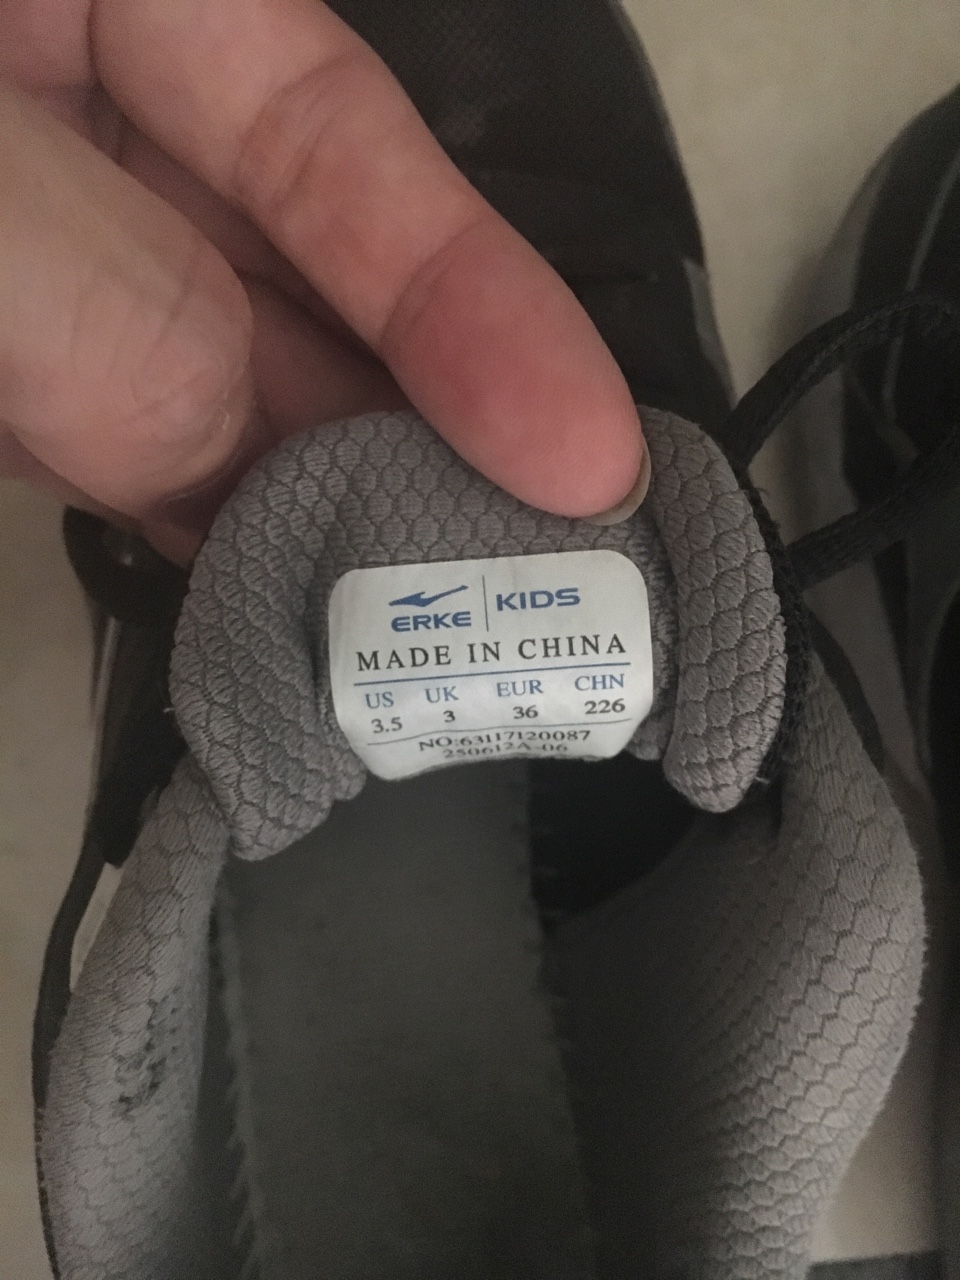 ERKE KIDS
MADE IN CHINA
US UK EUR CHN
3.5 3 36 226
NO:63117120087
250612A-06